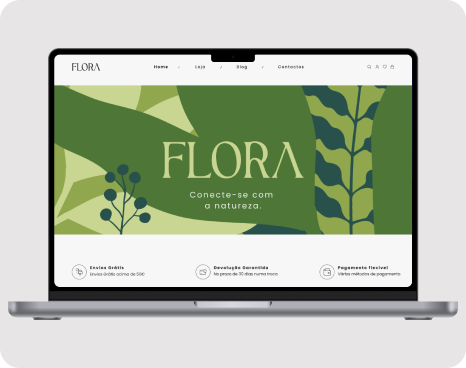 FLORA
Home / Loja / Blog / Contactos
FLORA
Conecte-se com
a natureza.
Envios Grátis
Envios Grátis acima de 50€
Devolução Garantida
No prazo de 30 dias numa troca
Pagamento flexível
Vários métodos de pagamento